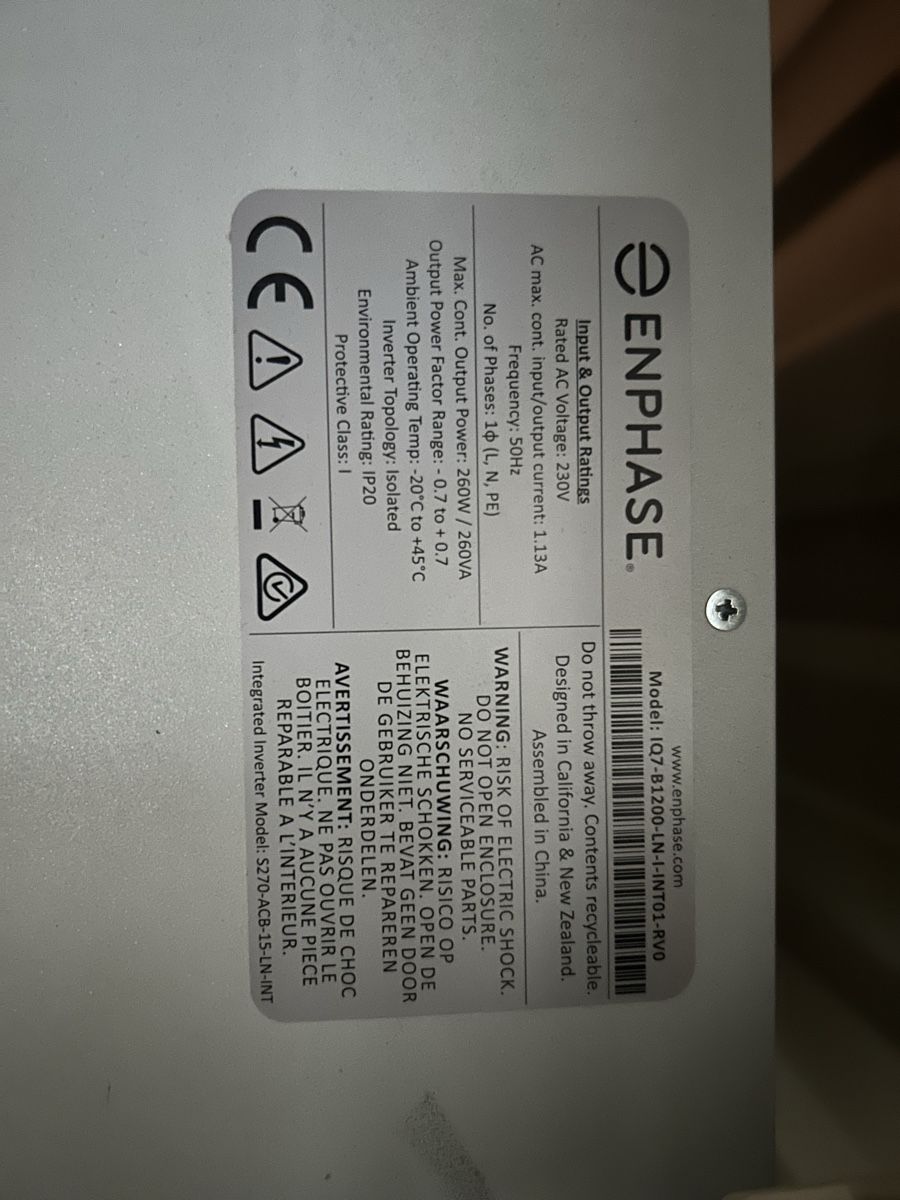 ENPHASE®
www.enphase.com
Model: IQ7-B1200-LN-I-INT01-RV0
Input & Output Ratings
Rated AC Voltage: 230V
AC max. cont. input/output current: 1.13A
Frequency: 50Hz
No. of Phases: 1ϕ (L, N, PE)
Max. Cont. Output Power: 260W / 260VA
Output Power Factor Range: - 0.7 to + 0.7
Ambient Operating Temp: -20°C to +45°C
Inverter Topology: Isolated
Environmental Rating: IP20
Protective Class: I
CE
Do not throw away. Contents recycleable.
Designed in California & New Zealand.
Assembled in China.
WARNING: RISK OF ELECTRIC SHOCK.
DO NOT OPEN ENCLOSURE.
NO SERVICEABLE PARTS.
WAARSCHUWING: RISICO OP
ELEKTRISCHE SCHOKKEN. OPEN DE
BEHUIZING NIET. BEVAT GEEN DOOR
DE GEBRUIKER TE REPAREREN
ONDERDELEN.
AVERTISSEMENT: RISQUE DE CHOC
ELECTRIQUE. NE PAS OUVRIR LE
BOITIER. IL N'Y A AUCUNE PIECE
REPARABLE A L'INTERIEUR.
Integrated Inverter Model: S270-ACB-15-LN-INT